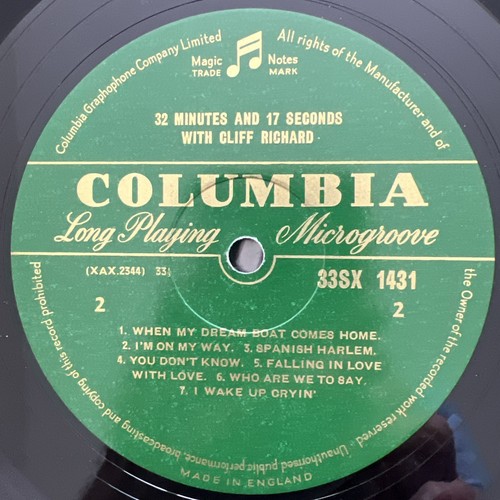 Columbia Graphophone Company Limited
All rights of the Manufacturer and of
Magic Notes
TRADE MARK
32 MINUTES AND 17 SECONDS
WITH CLIFF RICHARD
COLUMBIA
Long Playing Microgroove
(XAX.2344) 33⅓
33SX 1431
2 2
1. WHEN MY DREAM BOAT COMES HOME.
2. I'M ON MY WAY. 3. SPANISH HARLEM.
4. YOU DON'T KNOW. 5. FALLING IN LOVE
WITH LOVE. 6. WHO ARE WE TO SAY.
7. I WAKE UP CRYIN'
the Owner of the recorded work reserved · Unauthorised public performance, broadcasting and copying of this record prohibited
MADE IN ENGLAND